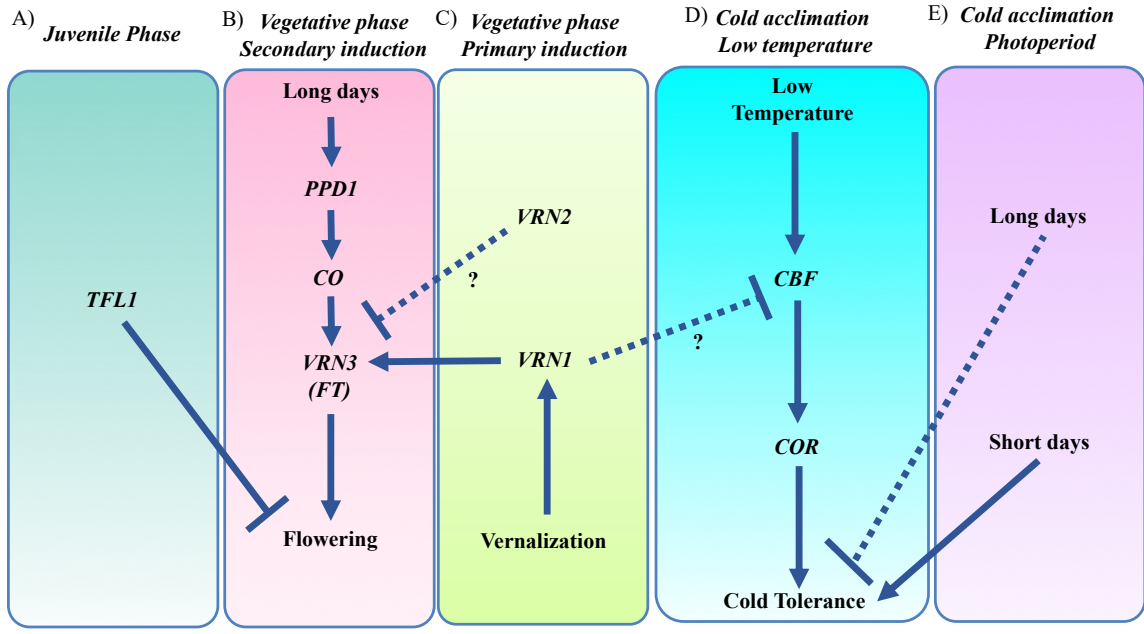 A)
Juvenile Phase
B)
Vegetative phase
Secondary induction
C)
Vegetative phase
Primary induction
D)
Cold acclimation
Low temperature
E)
Cold acclimation
Photoperiod
TFL1
Long days
PPD1
CO
VRN3
(FT)
Flowering
VRN2
?
VRN1
Vernalization
?
Low
Temperature
CBF
COR
Cold Tolerance
Long days
Short days